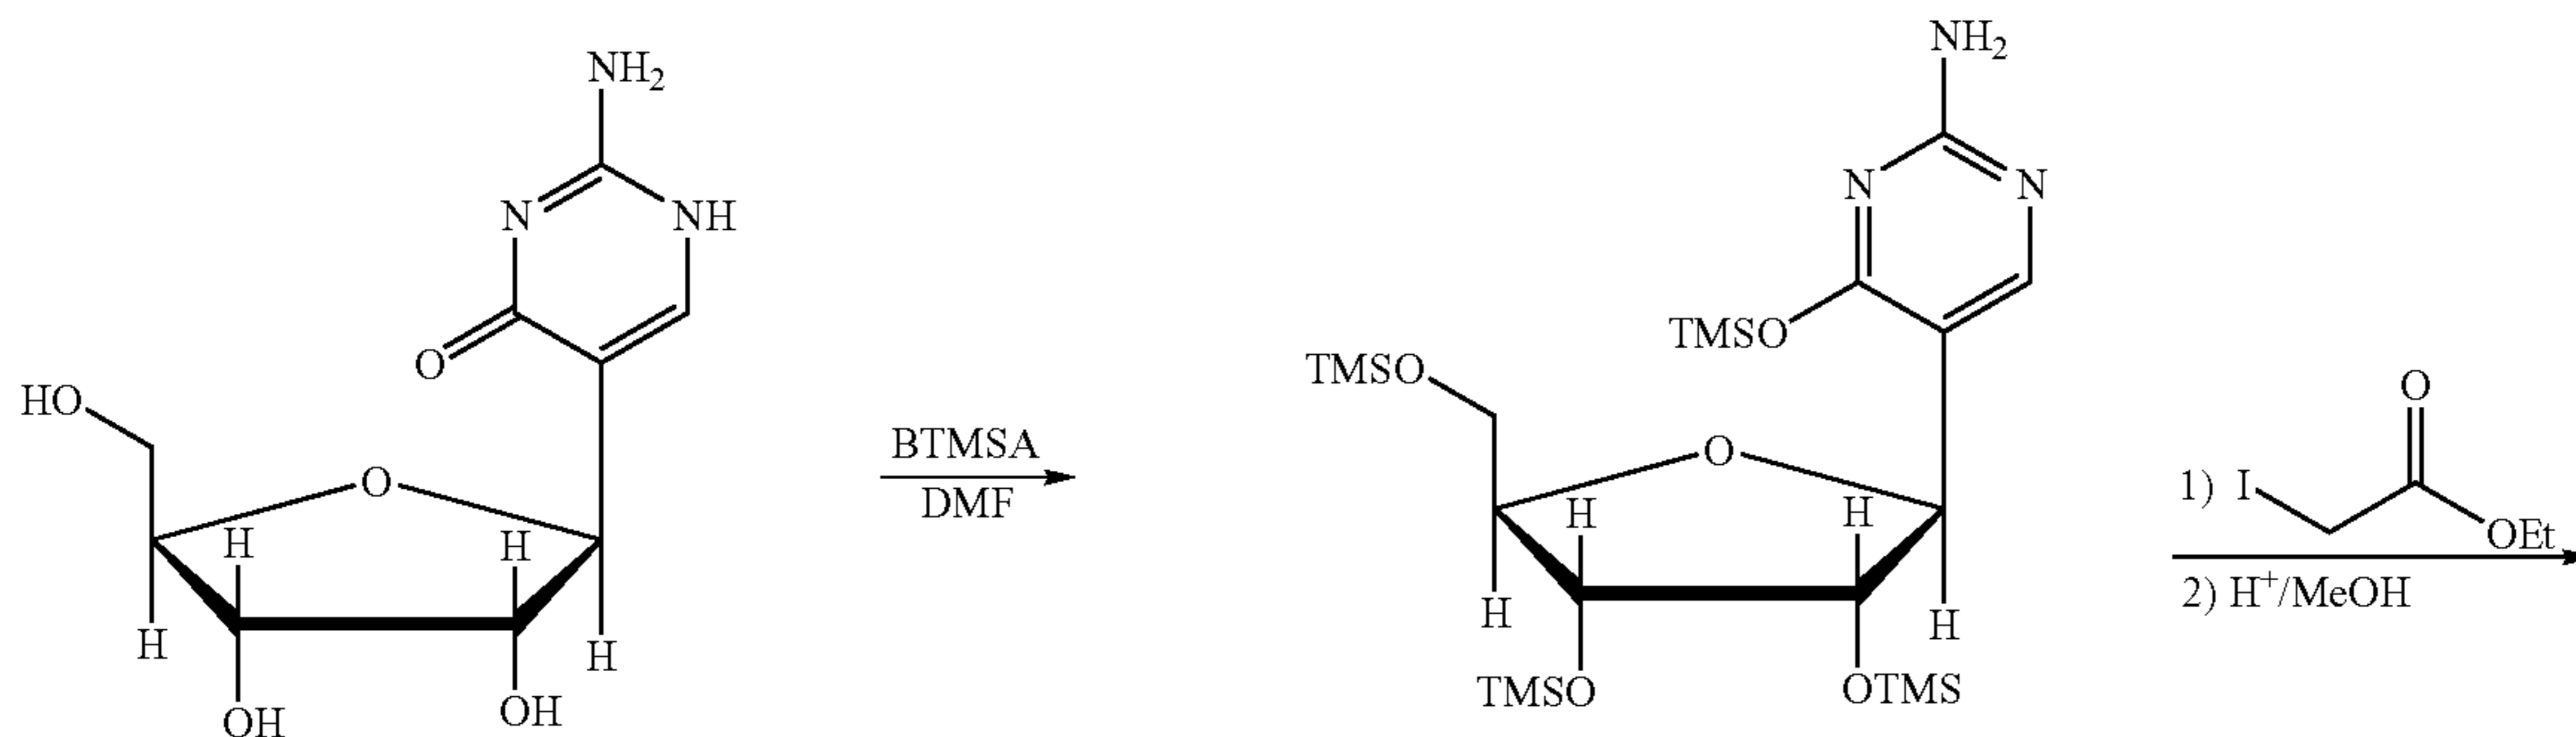 NH2
N
NH
O
HO
O
H
H
H
H
OH
OH
BTMSA
DMF
NH2
N
N
TMSO
TMSO
O
H
H
H
H
TMSO
OTMS
O
1) I
OEt
2) H+/MeOH